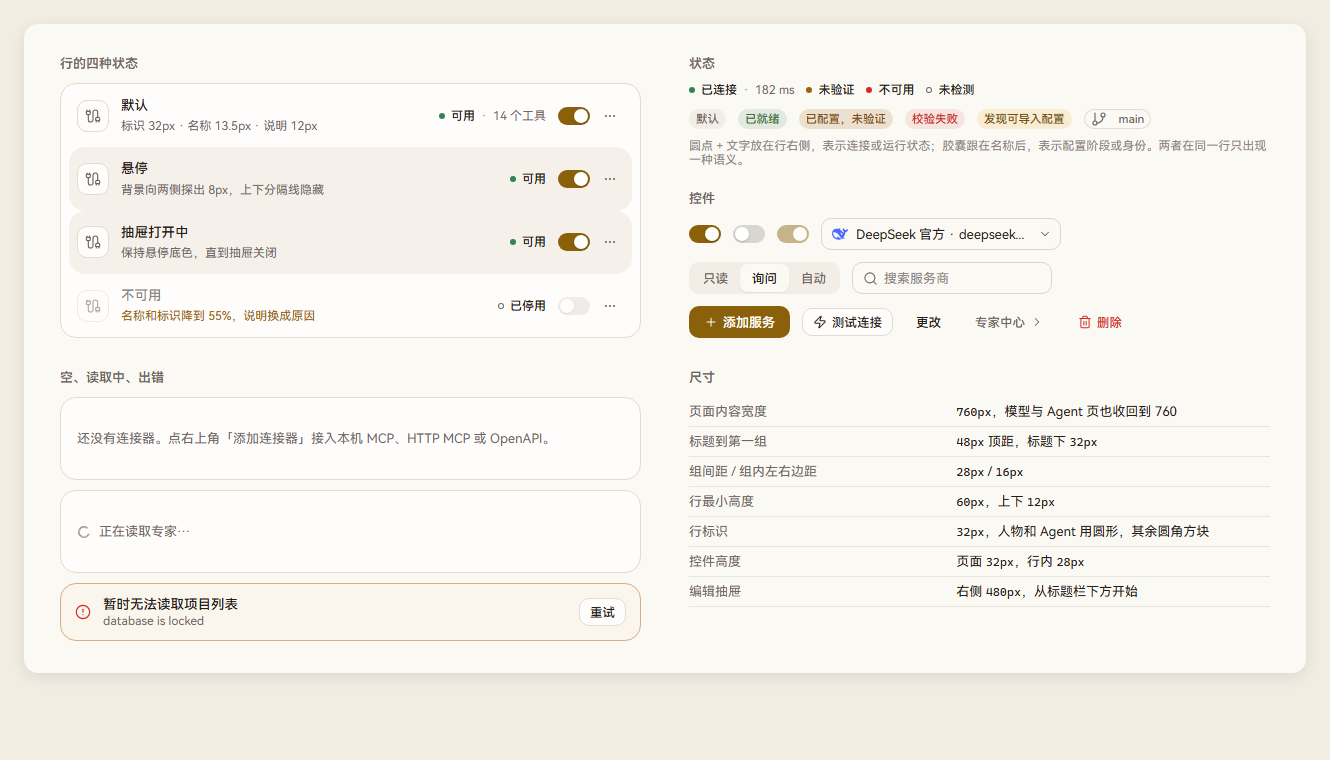 行的四种状态
默认
标识 32px · 名称 13.5px · 说明 12px
可用 · 14 个工具
悬停
背景向两侧探出 8px，上下分隔线隐藏
可用
抽屉打开中
保持悬停底色，直到抽屉关闭
可用
不可用
名称和标识降到 55%，说明换成原因
已停用
空、读取中、出错
还没有连接器。点右上角「添加连接器」接入本机 MCP、HTTP MCP 或 OpenAPI。
正在读取专家…
暂时无法读取项目列表
database is locked
重试
状态
已连接 · 182 ms 未验证 不可用 未检测
默认 已就绪 已配置，未验证 校验失败 发现可导入配置 main
圆点 + 文字放在行右侧，表示连接或运行状态；胶囊跟在名称后，表示配置阶段或身份。两者在同一行只出现
一种语义。
控件
DeepSeek 官方 · deepseek...
只读 询问 自动 搜索服务商
添加服务 测试连接 更改 专家中心 删除
尺寸
页面内容宽度 760px，模型与 Agent 页也收回到 760
标题到第一组 48px 顶距，标题下 32px
组间距 / 组内左右边距 28px / 16px
行最小高度 60px，上下 12px
行标识 32px，人物和 Agent 用圆形，其余圆角方块
控件高度 页面 32px，行内 28px
编辑抽屉 右侧 480px，从标题栏下方开始